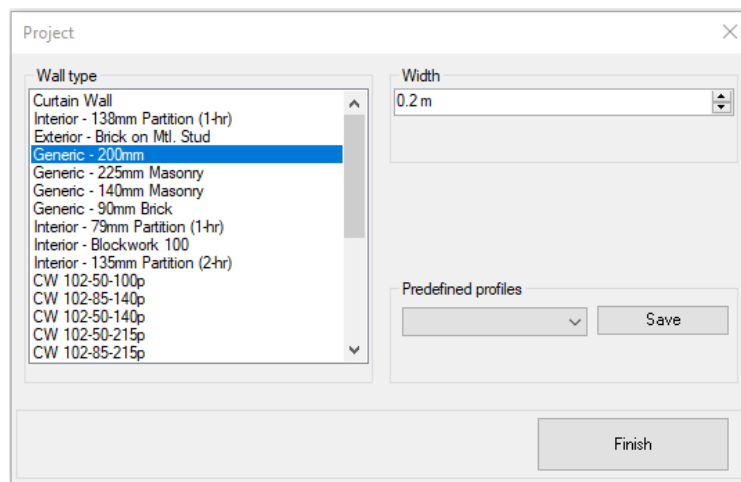 Project
Wall type
Curtain Wall
Interior - 138mm Partition (1-hr)
Exterior - Brick on Mtl. Stud
Generic - 200mm
Generic - 225mm Masonry
Generic - 140mm Masonry
Generic - 90mm Brick
Interior - 79mm Partition (1-hr)
Interior - Blockwork 100
Interior - 135mm Partition (2-hr)
CW 102-50-100p
CW 102-85-140p
CW 102-50-140p
CW 102-50-215p
CW 102-85-215p
Width
0.2 m
Predefined profiles
Save
Finish